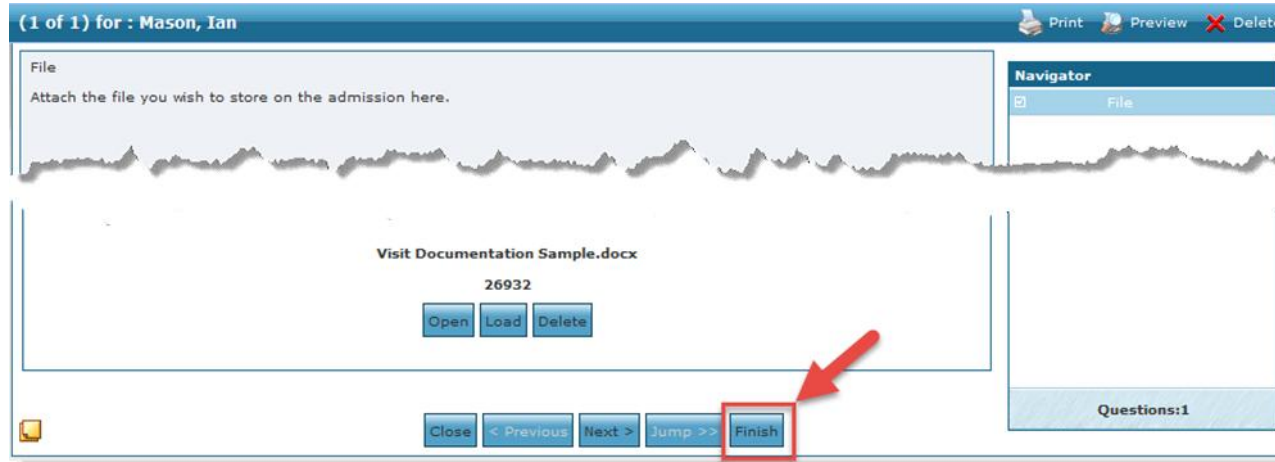 (1 of 1) for : Mason, Ian
Print Preview Delete
File
Attach the file you wish to store on the admission here.
Navigator
File
Visit Documentation Sample.docx
26932
Open Load Delete
Questions:1
Close < Previous Next > Jump >> Finish